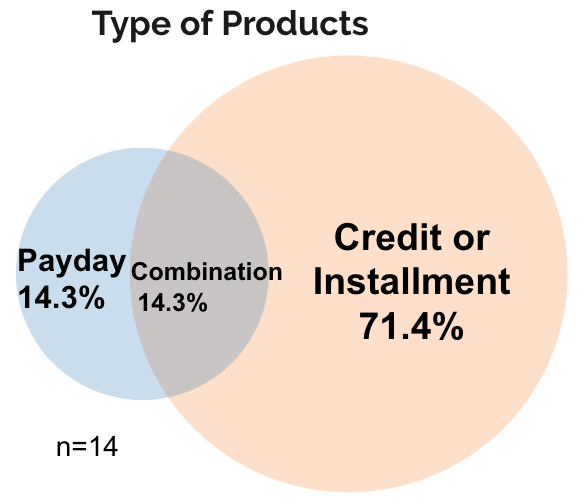 Type of Products
Payday
14.3%
Combination
14.3%
Credit or
Installment
71.4%
n=14